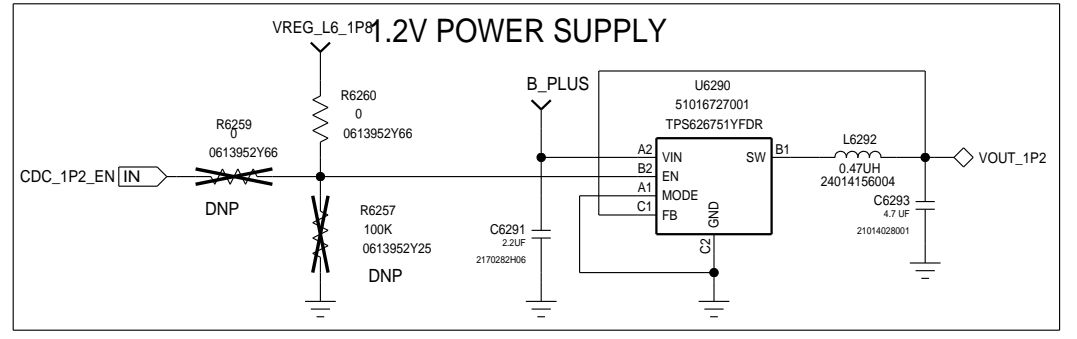 VREG_L6_1P8
1.2V POWER SUPPLY
R6260
0
0613952Y66
R6259
0
0613952Y66
CDC_1P2_EN
IN
DNP
R6257
100K
0613952Y25
DNP
B_PLUS
C6291
2.2UF
2170282H06
U6290
51016727001
TPS626751YFDR
A2
VIN
B2
EN
A1
MODE
C1
FB
SW
B1
GND
C2
L6292
0.47UH
24014156004
VOUT_1P2
C6293
4.7 UF
21014028001